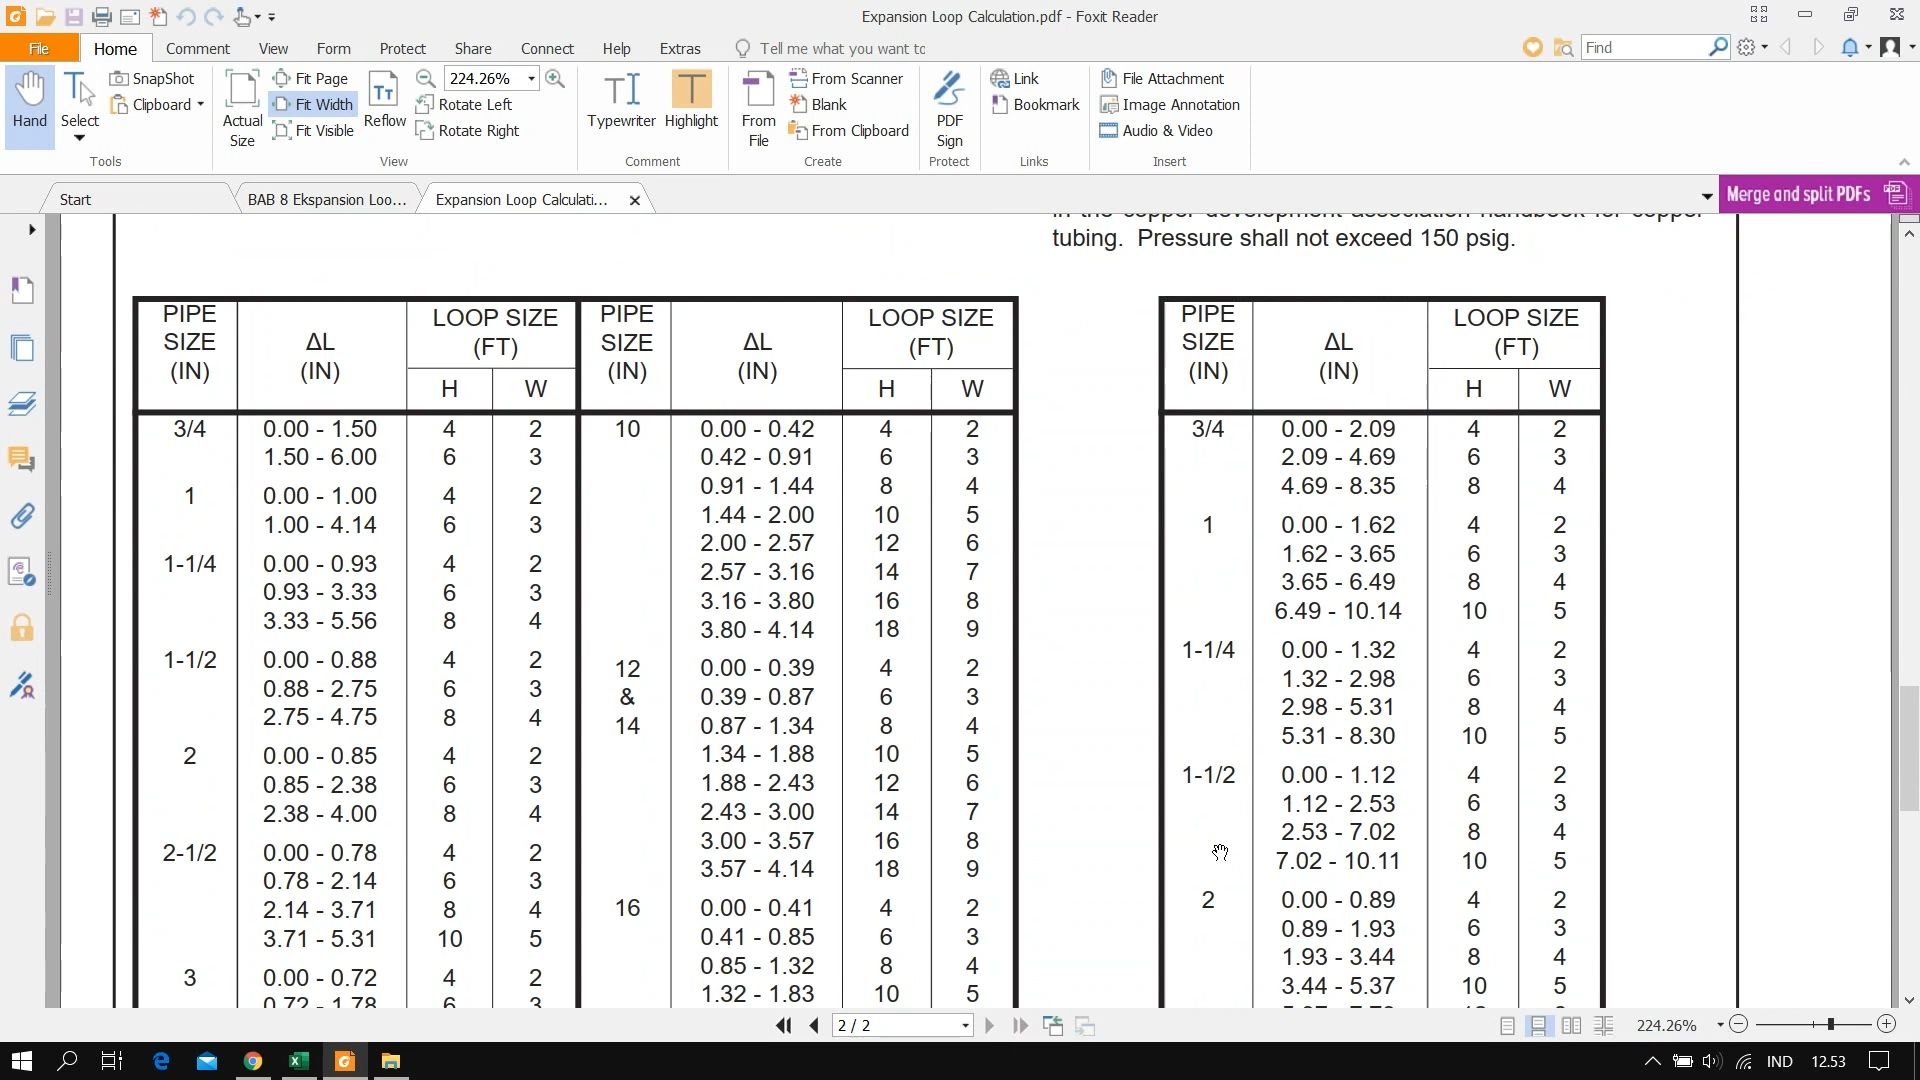 Expansion Loop Calculation.pdf - Foxit Reader
File
Home
Comment
View
Form
Protect
Share
Connect
Help
Extras
Tell me what you want to
Find
Hand
Select
SnapShot
Clipboard
Tools
Actual
Size
Fit Page
Fit Width
Fit Visible
Reflow
224.26%
Rotate Left
Rotate Right
View
Typewriter
Highlight
Comment
From
File
From Scanner
Blank
From Clipboard
Create
PDF
Sign
Protect
Link
Bookmark
Links
File Attachment
Image Annotation
Audio & Video
Insert
Start
BAB 8 Ekspansion Loo...
Expansion Loop Calculati...
Merge and split PDFs
in the copper development association handbook for copper
tubing. Pressure shall not exceed 150 psig.
PIPE SIZE (IN) ΔL (IN) LOOP SIZE (FT) H W
3/4 0.00 - 1.50 4 2
1.50 - 6.00 6 3
1 0.00 - 1.00 4 2
1.00 - 4.14 6 3
1-1/4 0.00 - 0.93 4 2
0.93 - 3.33 6 3
3.33 - 5.56 8 4
1-1/2 0.00 - 0.88 4 2
0.88 - 2.75 6 3
2.75 - 4.75 8 4
2 0.00 - 0.85 4 2
0.85 - 2.38 6 3
2.38 - 4.00 8 4
2-1/2 0.00 - 0.78 4 2
0.78 - 2.14 6 3
2.14 - 3.71 8 4
3.71 - 5.31 10 5
3 0.00 - 0.72 4 2
0.72 - 1.78 6 3
PIPE SIZE (IN) ΔL (IN) LOOP SIZE (FT) H W
10 0.00 - 0.42 4 2
0.42 - 0.91 6 3
0.91 - 1.44 8 4
1.44 - 2.00 10 5
2.00 - 2.57 12 6
2.57 - 3.16 14 7
3.16 - 3.80 16 8
3.80 - 4.14 18 9
12 0.00 - 0.39 4 2
& 0.39 - 0.87 6 3
14 0.87 - 1.34 8 4
1.34 - 1.88 10 5
1.88 - 2.43 12 6
2.43 - 3.00 14 7
3.00 - 3.57 16 8
3.57 - 4.14 18 9
16 0.00 - 0.41 4 2
0.41 - 0.85 6 3
0.85 - 1.32 8 4
1.32 - 1.83 10 5
PIPE SIZE (IN) ΔL (IN) LOOP SIZE (FT) H W
3/4 0.00 - 2.09 4 2
2.09 - 4.69 6 3
4.69 - 8.35 8 4
1 0.00 - 1.62 4 2
1.62 - 3.65 6 3
3.65 - 6.49 8 4
6.49 - 10.14 10 5
1-1/4 0.00 - 1.32 4 2
1.32 - 2.98 6 3
2.98 - 5.31 8 4
5.31 - 8.30 10 5
1-1/2 0.00 - 1.12 4 2
1.12 - 2.53 6 3
2.53 - 7.02 8 4
7.02 - 10.11 10 5
2 0.00 - 0.89 4 2
0.89 - 1.93 6 3
1.93 - 3.44 8 4
3.44 - 5.37 10 5
2 / 2
224.26%
IND
12.53